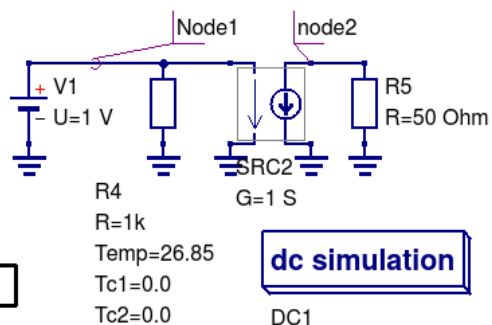 Node1
node2
+ V1
− U=1 V
R5
R=50 Ohm
SRC2
G=1 S
R4
R=1k
Temp=26.85
Tc1=0.0
Tc2=0.0
dc simulation
DC1